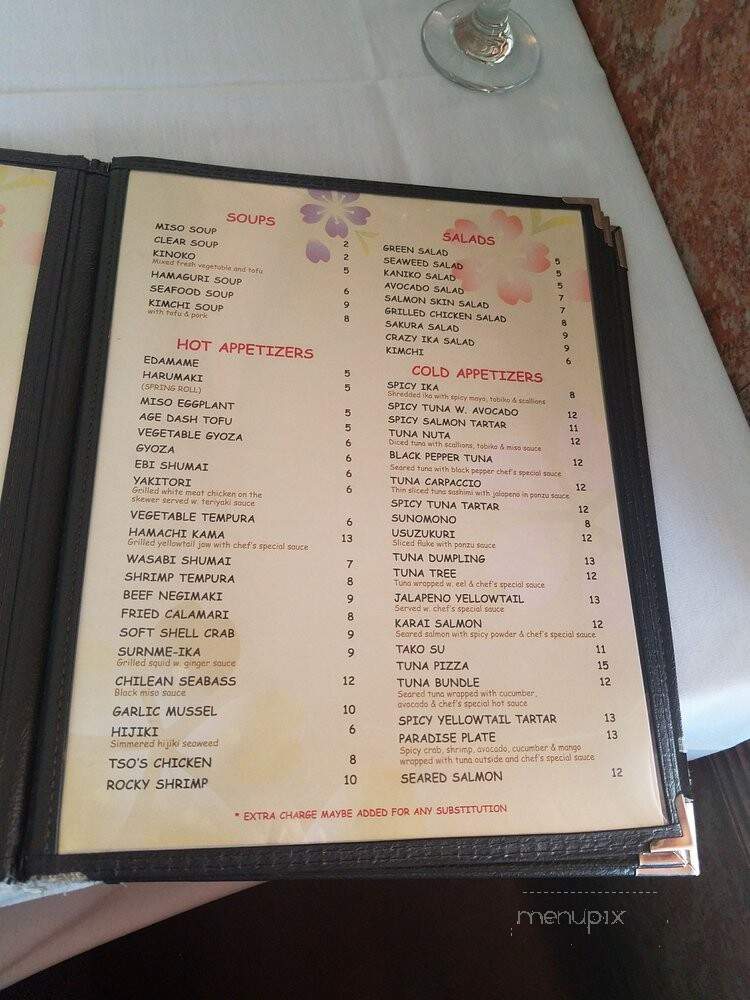 SOUPS
MISO SOUP 2
CLEAR SOUP 2
KINOKO 5
Mixed fresh vegetable and tofu
HAMAGURI SOUP 6
SEAFOOD SOUP 9
KIMCHI SOUP 8
with tofu & pork
HOT APPETIZERS
EDAMAME 5
HARUMAKI 5
(SPRING ROLL)
MISO EGGPLANT 5
AGE DASH TOFU 5
VEGETABLE GYOZA 6
GYOZA 6
EBI SHUMAI 6
YAKITORI 6
Grilled white meat chicken on the
skewer served w. teriyaki sauce
VEGETABLE TEMPURA 6
HAMACHI KAMA 13
Grilled yellowtail jaw with chef's special sauce
WASABI SHUMAI 7
SHRIMP TEMPURA 8
BEEF NEGIMAKI 9
FRIED CALAMARI 8
SOFT SHELL CRAB 9
SURNME-IKA 9
Grilled squid w. ginger sauce
CHILEAN SEABASS 12
Black miso sauce
GARLIC MUSSEL 10
HIJIKI 6
Simmered hijiki seaweed
TSO'S CHICKEN 8
ROCKY SHRIMP 10
SALADS
GREEN SALAD 5
SEAWEED SALAD 5
KANIKO SALAD 5
AVOCADO SALAD 7
SALMON SKIN SALAD 7
GRILLED CHICKEN SALAD 8
SAKURA SALAD 9
CRAZY IKA SALAD 9
KIMCHI 6
COLD APPETIZERS
SPICY IKA 8
Shredded ika with spicy mayo, tobiko & scallions
SPICY TUNA W. AVOCADO 12
SPICY SALMON TARTAR 11
TUNA NUTA 12
Diced tuna with scallions, tobiko & miso sauce
BLACK PEPPER TUNA 12
Seared tuna with black pepper chef's special sauce
TUNA CARPACCIO 12
Thin sliced tuna sashimi with jalapeno in ponzu sauce
SPICY TUNA TARTAR 12
SUNOMONO 8
USUZUKURI 12
Sliced fluke with ponzu sauce
TUNA DUMPLING 13
TUNA TREE 12
Tuna wrapped w. eel & chef's special sauce
JALAPENO YELLOWTAIL 13
Served w. chef's special sauce
KARAI SALMON 12
Seared salmon with spicy powder & chef's special sauce
TAKO SU 11
TUNA PIZZA 15
TUNA BUNDLE 12
Seared tuna wrapped with cucumber,
avocado & chef's special hot sauce
SPICY YELLOWTAIL TARTAR 13
PARADISE PLATE 13
Spicy crab, shrimp, avocado, cucumber & mango
wrapped with tuna outside and chef's special sauce
SEARED SALMON 12
* EXTRA CHARGE MAYBE ADDED FOR ANY SUBSTITUTION
menupix